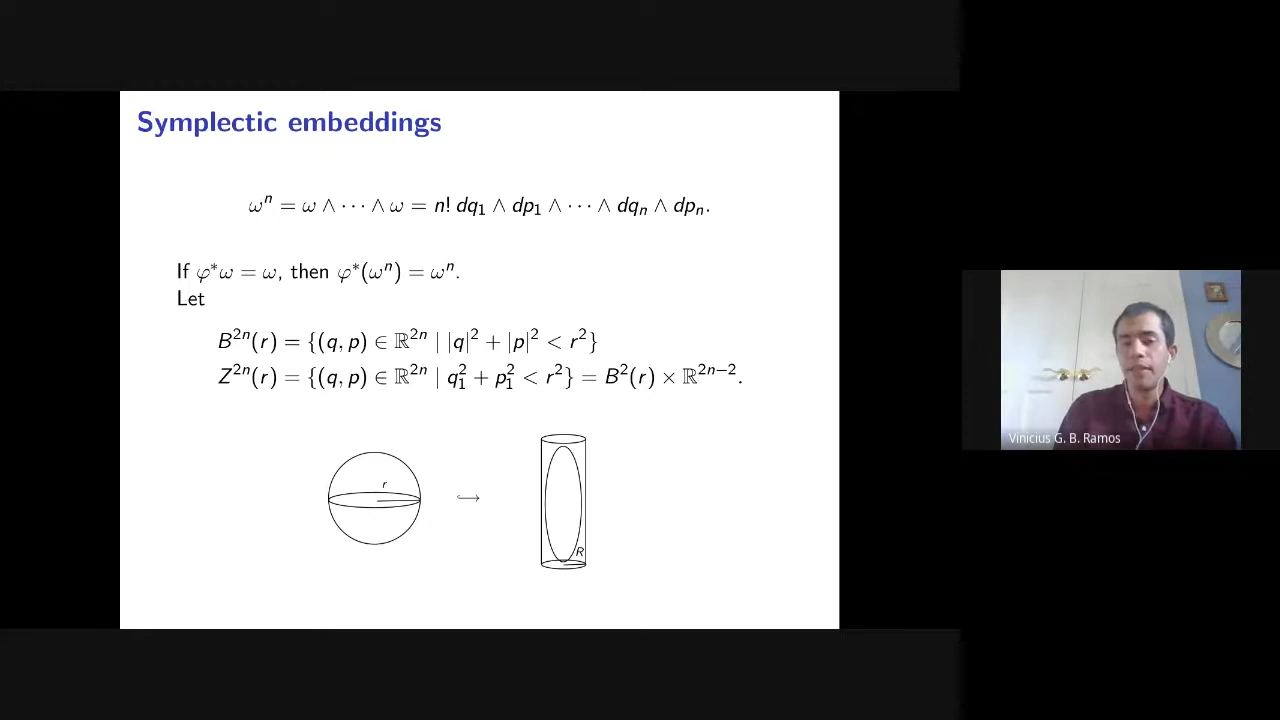 Symplectic embeddings
ωⁿ = ω ∧ ··· ∧ ω = n! dq₁ ∧ dp₁ ∧ ··· ∧ dqₙ ∧ dpₙ.
If φ*ω = ω, then φ*(ωⁿ) = ωⁿ.
Let
B²ⁿ(r) = {(q, p) ∈ ℝ²ⁿ | |q|² + |p|² < r²}
Z²ⁿ(r) = {(q, p) ∈ ℝ²ⁿ | q₁² + p₁² < r²} = B²(r) × ℝ²ⁿ⁻².
r
↪
R
Vinicius G. B. Ramos